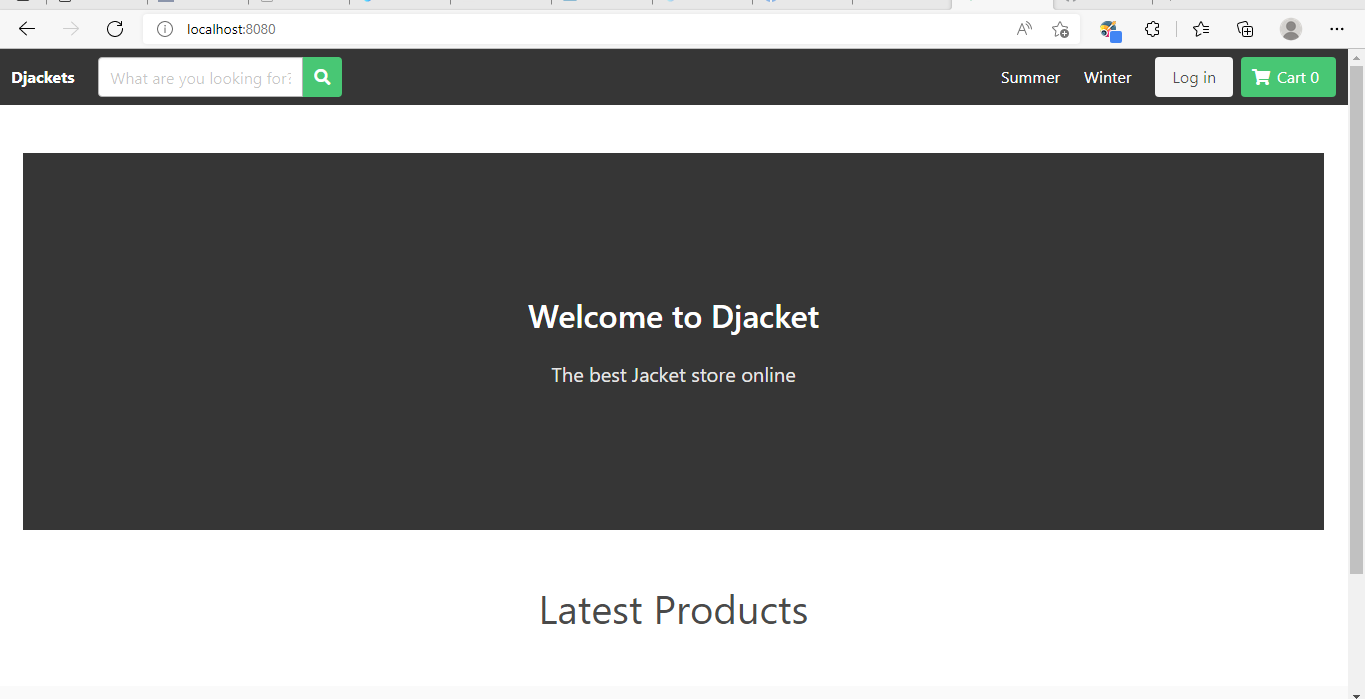 localhost:8080
Djackets
What are you looking for?
Summer
Winter
Log in
Cart 0
Welcome to Djacket
The best Jacket store online
Latest Products